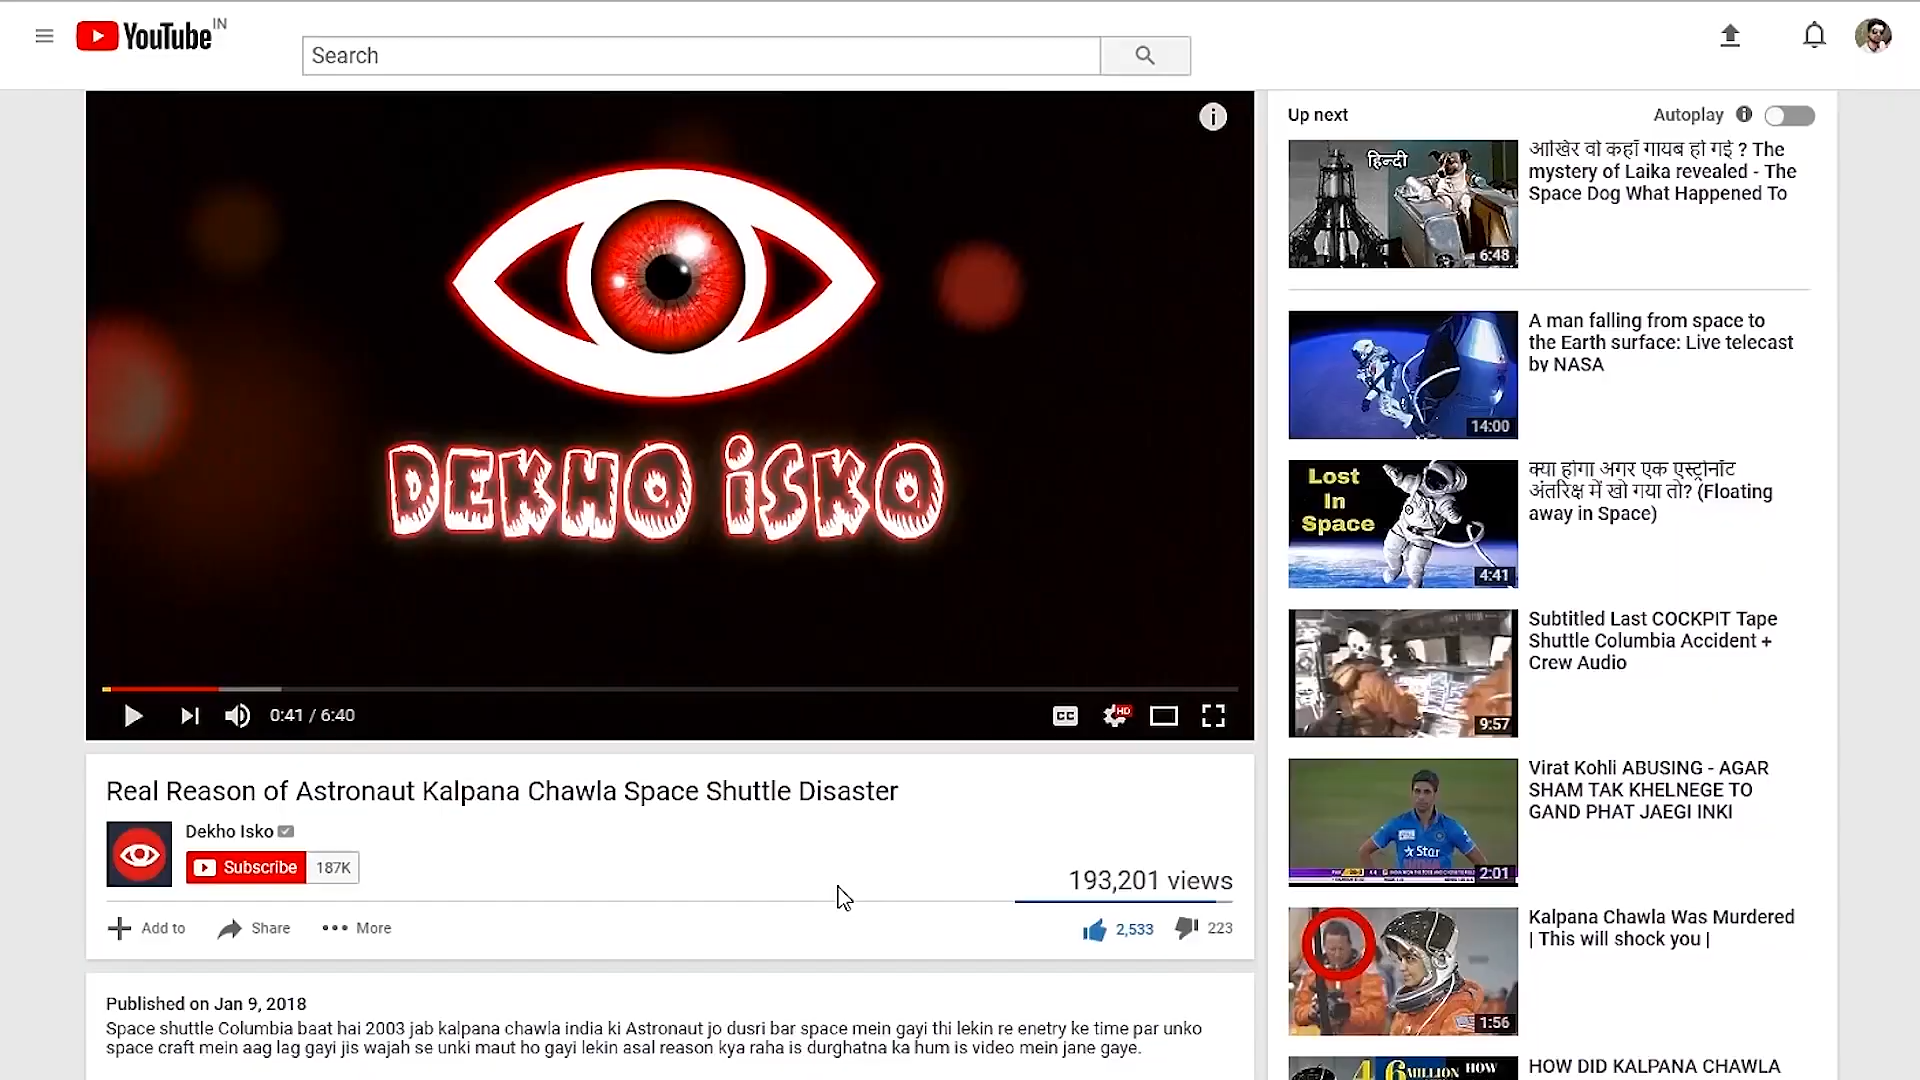 YouTube IN
Search
DEKHO iSKO
0:41 / 6:40
CC
HD
Real Reason of Astronaut Kalpana Chawla Space Shuttle Disaster
Dekho Isko
Subscribe 187K
193,201 views
Add to Share More 2,533 223
Published on Jan 9, 2018
Space shuttle Columbia baat hai 2003 jab kalpana chawla india ki Astronaut jo dusri bar space mein gayi thi lekin re enetry ke time par unko
space craft mein aag lag gayi jis wajah se unki maut ho gayi lekin asal reason kya raha is durghatna ka hum is video mein jane gaye.
Up next Autoplay
हिन्दी
6:48
आखिर वो कहाँ गायब हो गई ? The
mystery of Laika revealed - The
Space Dog What Happened To
14:00
A man falling from space to
the Earth surface: Live telecast
by NASA
Lost
In
Space
4:41
क्या होगा अगर एक एस्ट्रोनॉट
अंतरिक्ष में खो गया तो? (Floating
away in Space)
9:57
Subtitled Last COCKPIT Tape
Shuttle Columbia Accident +
Crew Audio
Star
2:01
Virat Kohli ABUSING - AGAR
SHAM TAK KHELNEGE TO
GAND PHAT JAEGI INKI
1:56
Kalpana Chawla Was Murdered
| This will shock you |
MILLION HOW
HOW DID KALPANA CHAWLA